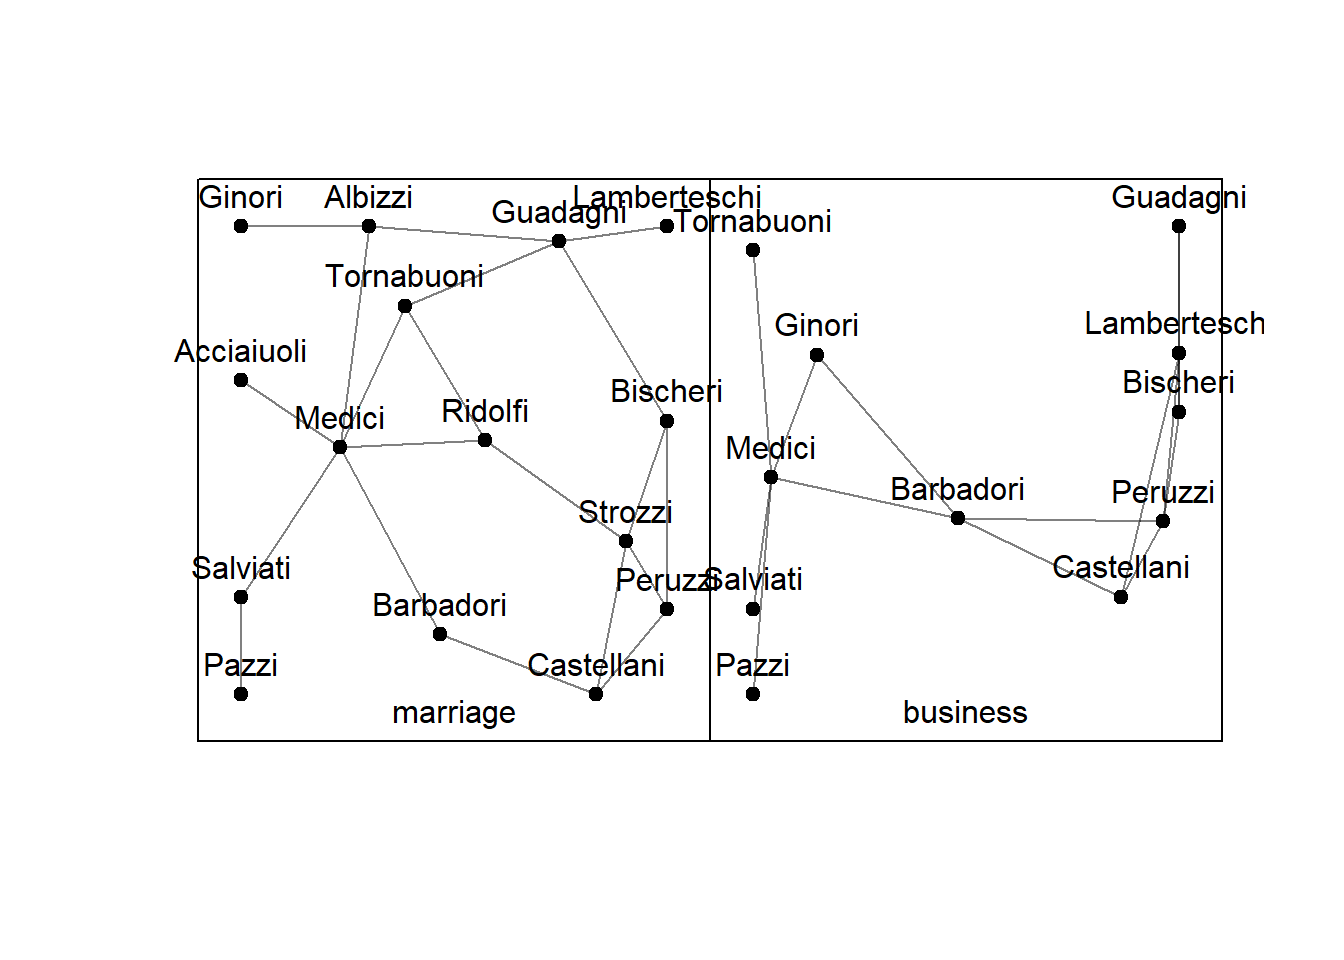 Ginori
Albizzi
Guadagni
Lamberteschi
Tornabuoni
Acciaiuoli
Medici
Ridolfi
Bischeri
Strozzi
Salviati
Peruzzi
Barbadori
Pazzi
Castellani
marriage
Guadagni
Tornabuoni
Ginori
Lambertesch
Bischeri
Medici
Barbadori
Peruzzi
Castellani
Salviati
Pazzi
business